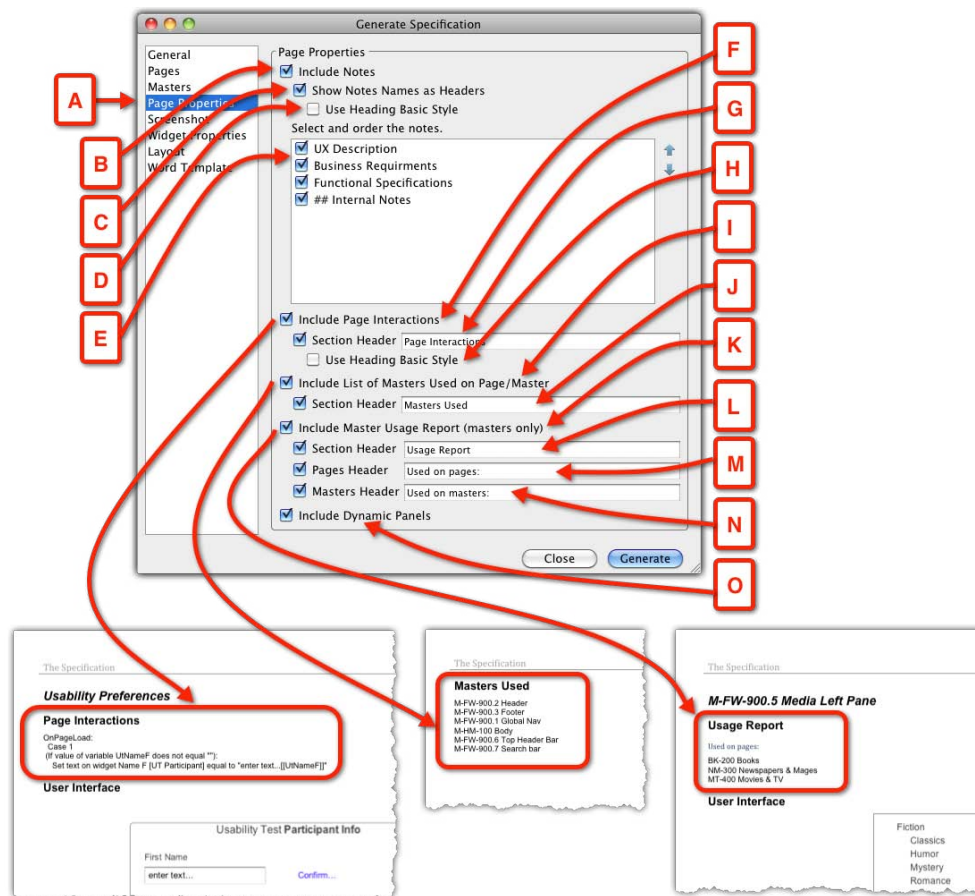 Generate Specification
General
Pages
Masters
Page Properties
Screenshot
Widget Properties
Layout
Word Template
Page Properties
Include Notes
Show Notes Names as Headers
Use Heading Basic Style
Select and order the notes.
UX Description
Business Requirments
Functional Specifications
## Internal Notes
Include Page Interactions
Section Header Page Interactions
Use Heading Basic Style
Include List of Masters Used on Page/Master
Section Header Masters Used
Include Master Usage Report (masters only)
Section Header Usage Report
Pages Header Used on pages:
Masters Header Used on masters:
Include Dynamic Panels
Close Generate
A
B
C
D
E
F
G
H
I
J
K
L
M
N
O
The Specification
Usability Preferences
Page Interactions
OnPageLoad:
Case 1
(If value of variable UtNameF does not equal ""):
Set text on widget Name F [UT Participant] equal to "enter text...[[UtNameF]]"
User Interface
Usability Test Participant Info
First Name
enter text... Confirm...
The Specification
Masters Used
M-FW-900.2 Header
M-FW-900.3 Footer
M-FW-900.1 Global Nav
M-HM-100 Body
M-FW-900.6 Top Header Bar
M-FW-900.7 Search bar
The Specification
M-FW-900.5 Media Left Pane
Usage Report
Used on pages:
BK-200 Books
NM-300 Newspapers & Mages
MT-400 Movies & TV
User Interface
Fiction
Classics
Humor
Mystery
Romance